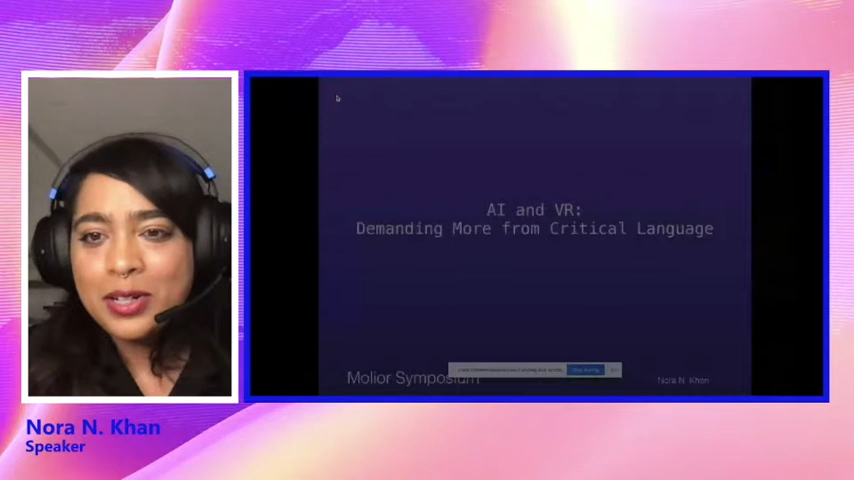 AI and VR:
Demanding More from Critical Language
Molior Symposium
Nora N. Khan
Nora N. Khan
Speaker